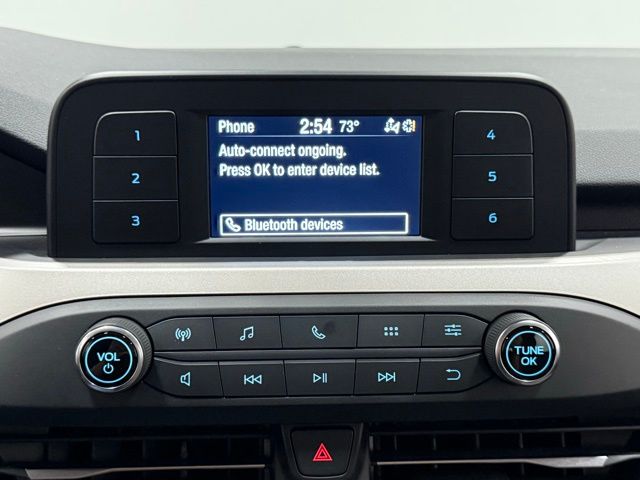 Phone 2:54 73°
Auto-connect ongoing.
Press OK to enter device list.
Bluetooth devices
1
2
3
4
5
6
VOL
TUNE
OK